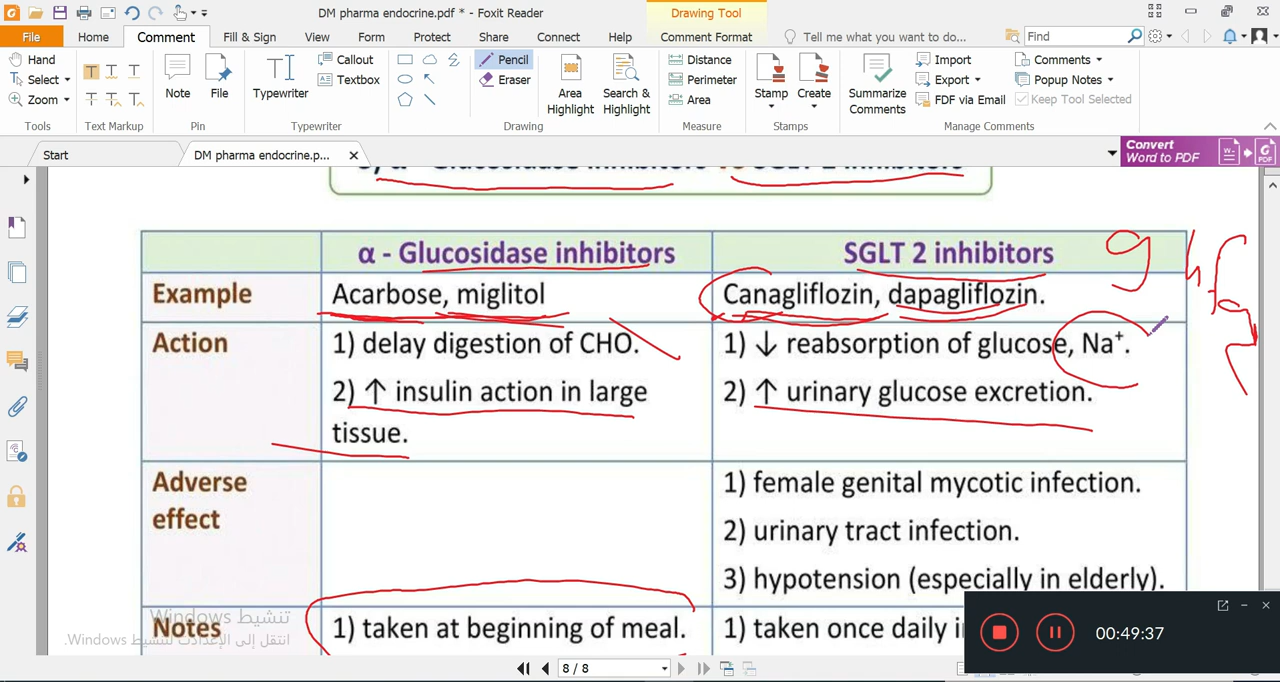 DM pharma endocrine.pdf * - Foxit Reader
Drawing Tool
File Home Comment Fill & Sign View Form Protect Share Connect Help Comment Format
Tell me what you want to do...
Find
Hand
Select
Zoom
Tools
Text Markup
Note
File
Pin
Typewriter
Callout
Textbox
Typewriter
Pencil
Eraser
Area Highlight
Search & Highlight
Drawing
Distance
Perimeter
Area
Measure
Stamp
Create
Stamps
Summarize Comments
Import
Export
FDF via Email
Comments
Popup Notes
Keep Tool Selected
Manage Comments
Start
DM pharma endocrine.p...
Convert
Word to PDF
PDF
α - Glucosidase inhibitors SGLT 2 inhibitors
Example Acarbose, miglitol Canagliflozin, dapagliflozin.
Action
1) delay digestion of CHO.
2) ↑ insulin action in large
tissue.
1) ↓ reabsorption of glucose, Na⁺.
2) ↑ urinary glucose excretion.
Adverse
effect
1) female genital mycotic infection.
2) urinary tract infection.
3) hypotension (especially in elderly).
Notes
1) taken at beginning of meal.
1) taken once daily i
تنشيط Windows
انتقل إلى الإعدادات لتنشيط Windows.
00:49:37
8 / 8